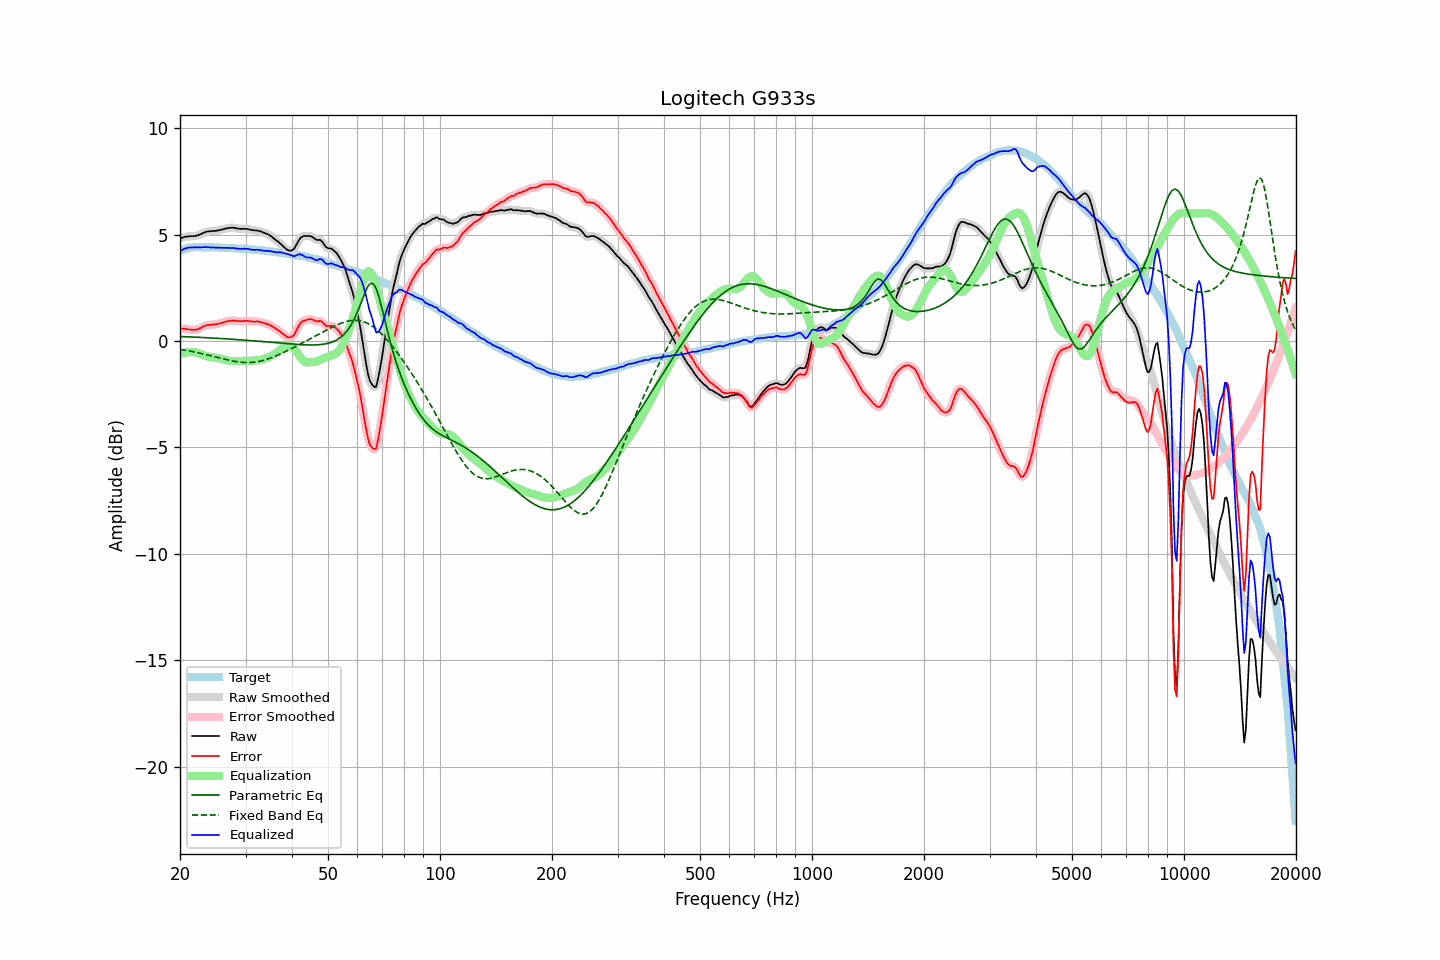 Logitech G933s
Amplitude (dBr)
10
5
0
−5
−10
−15
−20
Target
Raw Smoothed
Error Smoothed
Raw
Error
Equalization
Parametric Eq
Fixed Band Eq
Equalized
20 50 100 200 500 1000 2000 5000 10000 20000
Frequency (Hz)